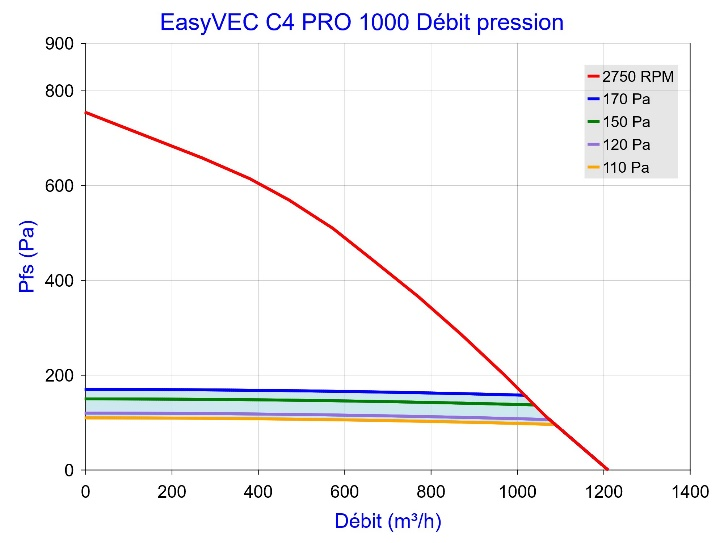 EasyVEC C4 PRO 1000 Débit pression
900
800
600
400
200
0
Pfs (Pa)
2750 RPM
170 Pa
150 Pa
120 Pa
110 Pa
0 200 400 600 800 1000 1200 1400
Débit (m³/h)